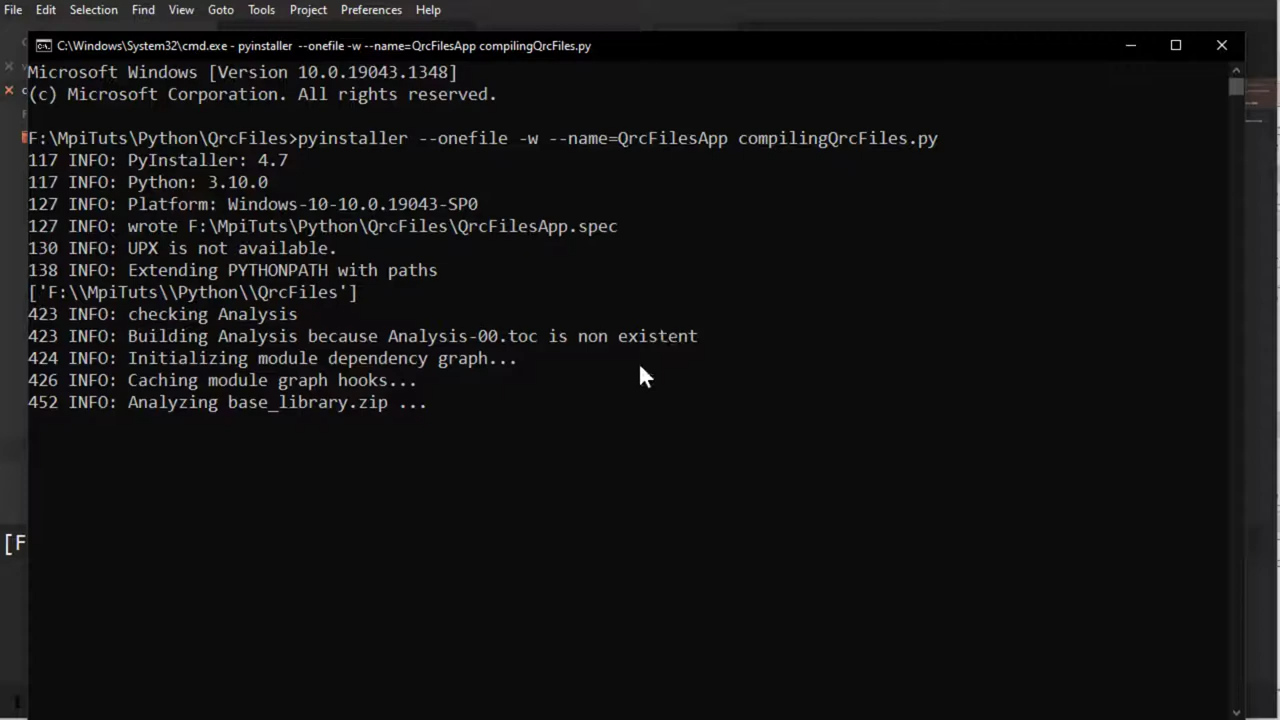 File Edit Selection Find View Goto Tools Project Preferences Help
C:\Windows\System32\cmd.exe - pyinstaller --onefile -w --name=QrcFilesApp compilingQrcFiles.py
Microsoft Windows [Version 10.0.19043.1348]
(c) Microsoft Corporation. All rights reserved.
F:\MpiTuts\Python\QrcFiles>pyinstaller --onefile -w --name=QrcFilesApp compilingQrcFiles.py
117 INFO: PyInstaller: 4.7
117 INFO: Python: 3.10.0
127 INFO: Platform: Windows-10-10.0.19043-SP0
127 INFO: wrote F:\MpiTuts\Python\QrcFiles\QrcFilesApp.spec
130 INFO: UPX is not available.
138 INFO: Extending PYTHONPATH with paths
['F:\\MpiTuts\\Python\\QrcFiles']
423 INFO: checking Analysis
423 INFO: Building Analysis because Analysis-00.toc is non existent
424 INFO: Initializing module dependency graph...
426 INFO: Caching module graph hooks...
452 INFO: Analyzing base_library.zip ...
[F